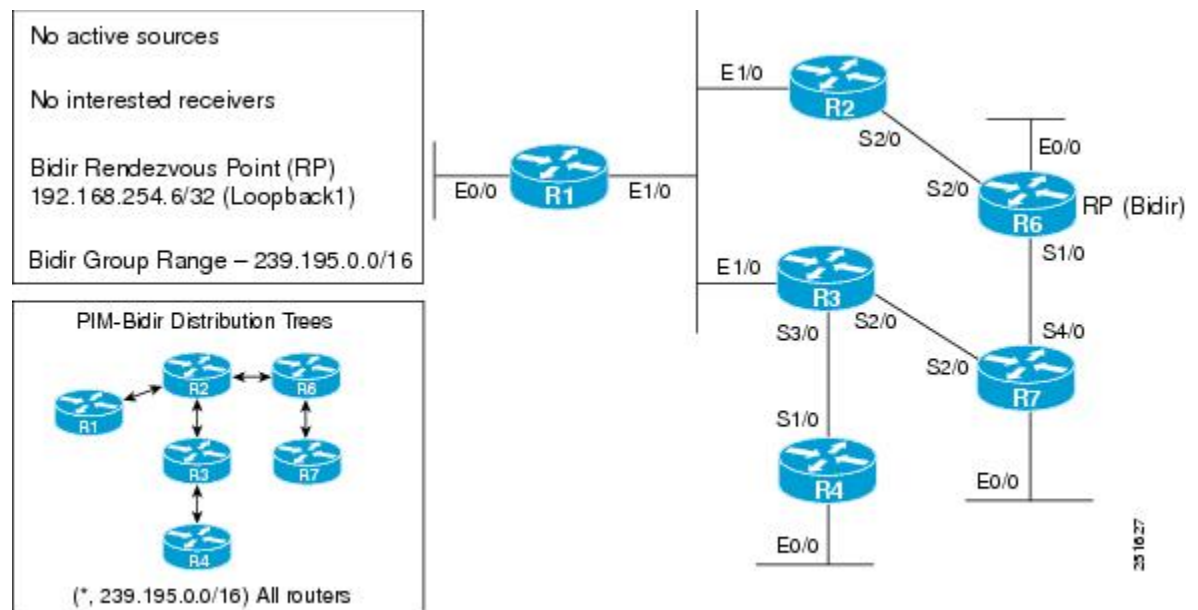 No active sources
No interested receivers
Bidir Rendezvous Point (RP)
192.168.254.6/32 (Loopback1)
Bidir Group Range – 239.195.0.0/16
PIM-Bidir Distribution Trees
R1
R2
R6
R3
R7
R4
(*, 239.195.0.0/16) All routers
E0/0
R1
E1/0
E1/0
R2
S2/0
E0/0
S2/0
R6
RP (Bidir)
S1/0
E1/0
R3
S3/0
S2/0
S4/0
S2/0
R7
S1/0
R4
E0/0
E0/0
251627